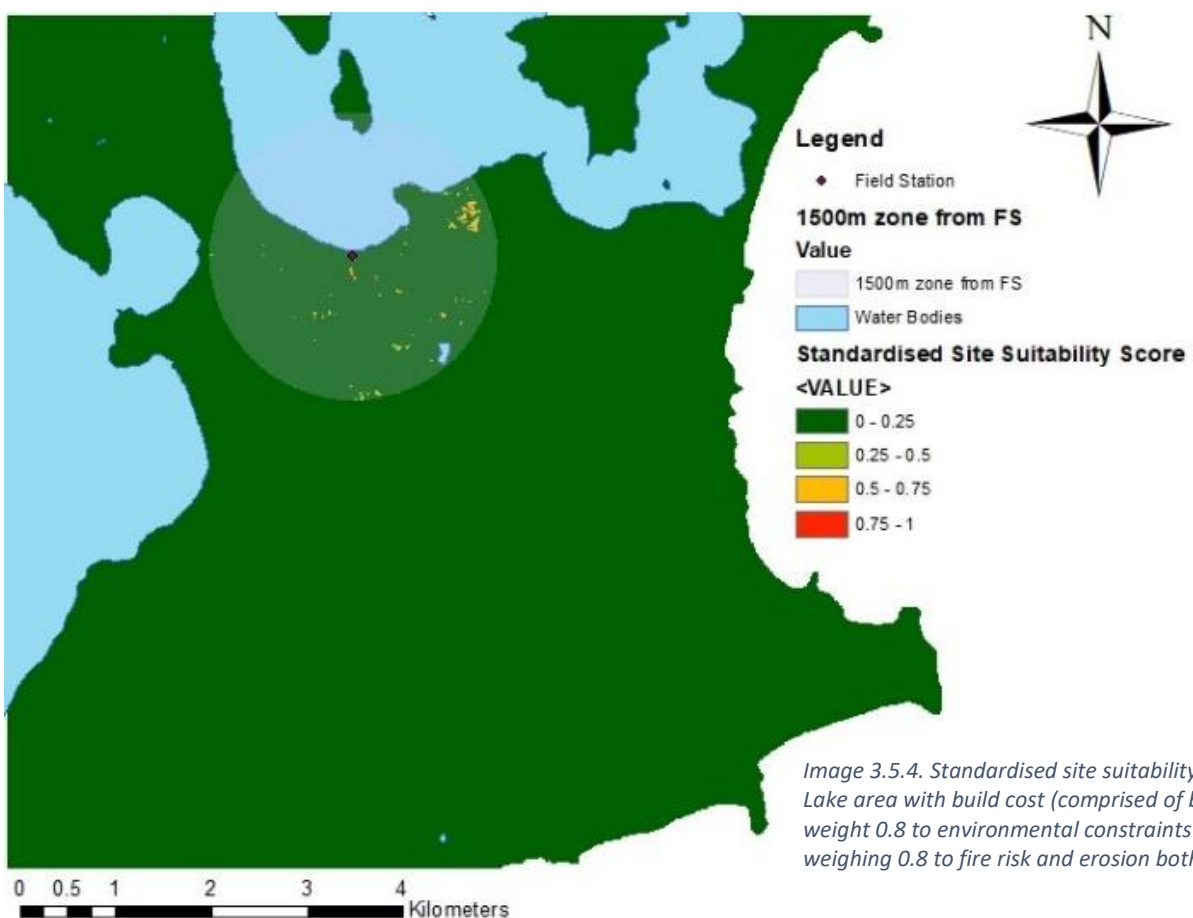 N
Legend
Field Station
1500m zone from FS
Value
1500m zone from FS
Water Bodies
Standardised Site Suitability Score
<VALUE>
0 - 0.25
0.25 - 0.5
0.5 - 0.75
0.75 - 1
Image 3.5.4. Standardised site suitability
Lake area with build cost (comprised of
weight 0.8 to environmental constraints
weighing 0.8 to fire risk and erosion both
0 0.5 1 2 3 4
Kilometers